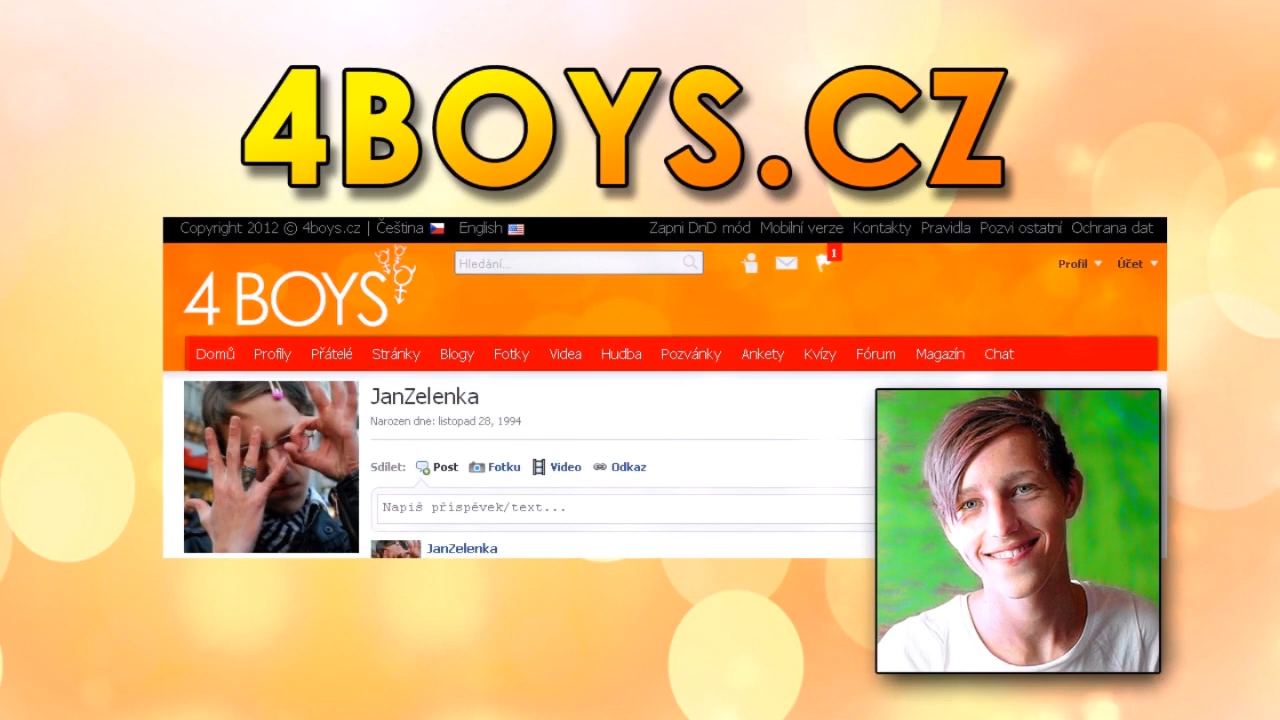 4BOYS.CZ
Copyright 2012 © 4boys.cz | Čeština English Zapni DnD mód Mobilní verze Kontakty Pravidla Pozvi ostatní Ochrana dat
1
Hledání... Profil Účet
4 BOYS
Domů Profily Přátelé Stránky Blogy Fotky Videa Hudba Pozvánky Ankety Kvízy Fórum Magazín Chat
JanZelenka
Narozen dne: listopad 28, 1994
Sdílet: Post Fotku Video Odkaz
Napiš příspěvek/text...
JanZelenka